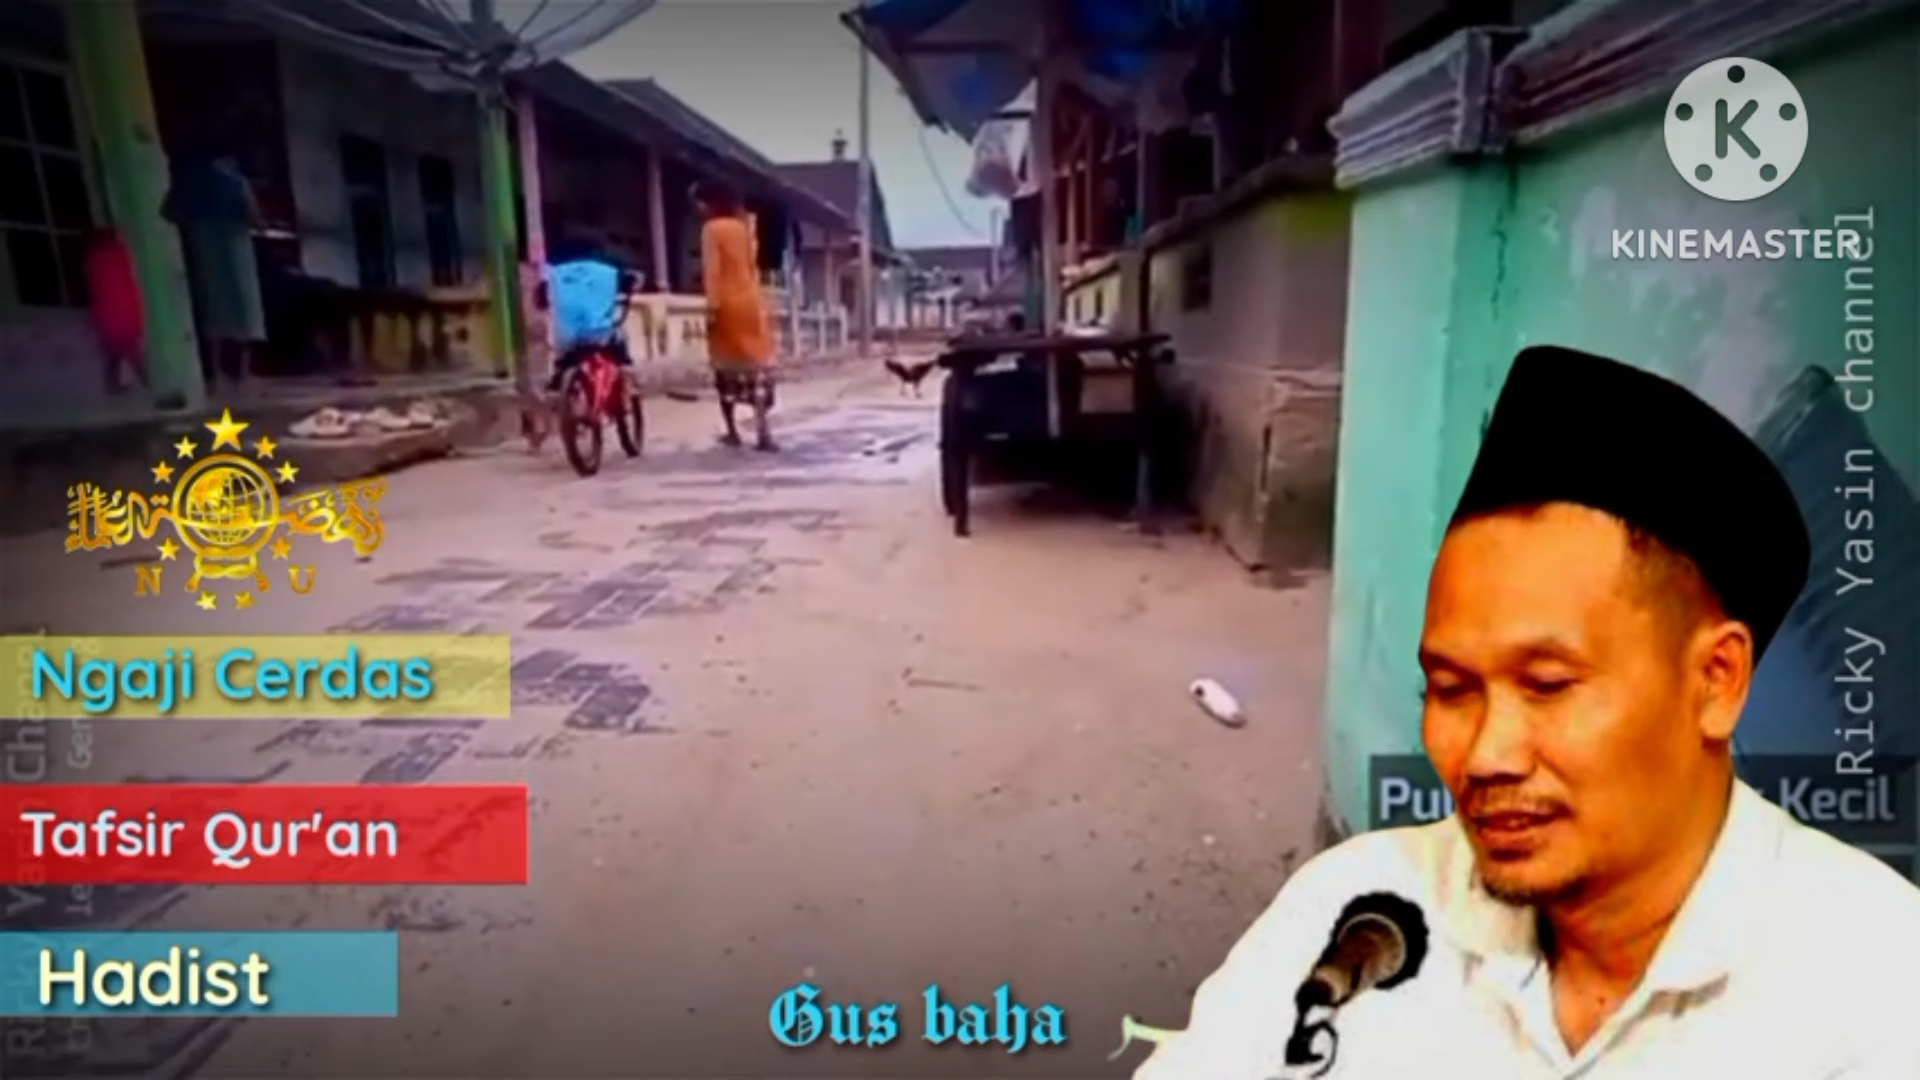 K
KINEMASTER
Ricky Yasin channel
N U
Ngaji Cerdas
Tafsir Qur'an
Hadist
Kecil
Gus baha